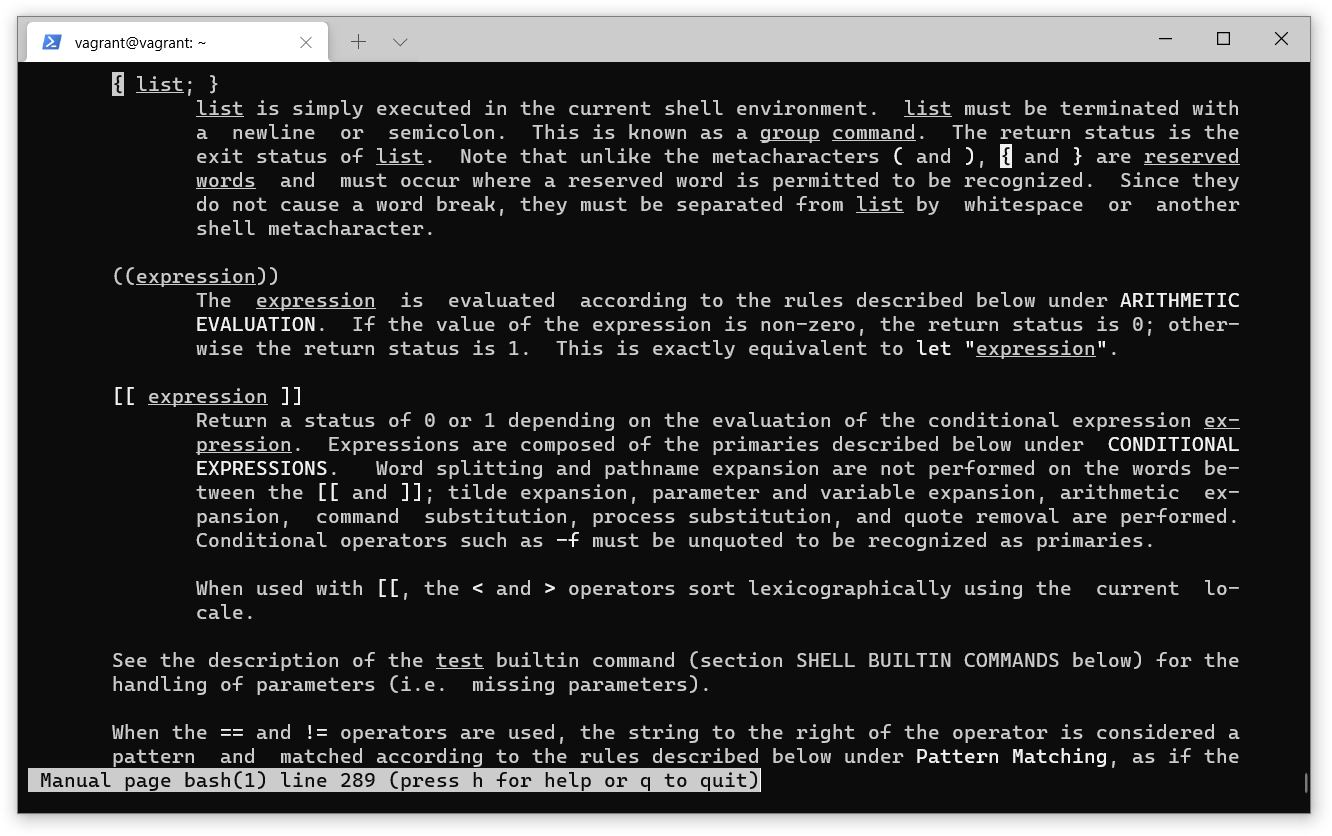 vagrant@vagrant: ~
{ list; }
list is simply executed in the current shell environment.  list must be terminated with
a  newline  or  semicolon.  This is known as a group command.  The return status is the
exit status of list.  Note that unlike the metacharacters ( and ), { and } are reserved
words  and  must occur where a reserved word is permitted to be recognized.  Since they
do not cause a word break, they must be separated from list by  whitespace  or  another
shell metacharacter.
((expression))
The  expression  is  evaluated  according to the rules described below under ARITHMETIC
EVALUATION.  If the value of the expression is non-zero, the return status is 0; other-
wise the return status is 1.  This is exactly equivalent to let "expression".
[[ expression ]]
Return a status of 0 or 1 depending on the evaluation of the conditional expression ex-
pression.  Expressions are composed of the primaries described below under  CONDITIONAL
EXPRESSIONS.   Word splitting and pathname expansion are not performed on the words be-
tween the [[ and ]]; tilde expansion, parameter and variable expansion, arithmetic  ex-
pansion,  command  substitution, process substitution, and quote removal are performed.
Conditional operators such as -f must be unquoted to be recognized as primaries.
When used with [[, the < and > operators sort lexicographically using the  current  lo-
cale.
See the description of the test builtin command (section SHELL BUILTIN COMMANDS below) for the
handling of parameters (i.e.  missing parameters).
When the == and != operators are used, the string to the right of the operator is considered a
pattern  and  matched according to the rules described below under Pattern Matching, as if the
Manual page bash(1) line 289 (press h for help or q to quit)